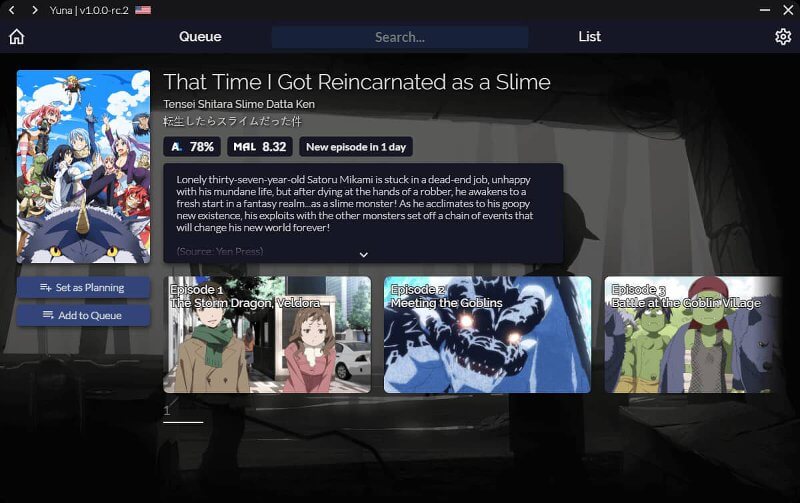 Yuna | v1.0.0-rc.2
Queue
Search...
List
That Time I Got Reincarnated as a Slime
Tensei Shitara Slime Datta Ken
転生したらスライムだった件
A. 78%
MAL 8.32
New episode in 1 day
Lonely thirty-seven-year-old Satoru Mikami is stuck in a dead-end job, unhappy
with his mundane life, but after dying at the hands of a robber, he awakens to a
fresh start in a fantasy realm...as a slime monster! As he acclimates to his goopy
new existence, his exploits with the other monsters set off a chain of events that
will change his new world forever!
(Source: Yen Press)
Set as Planning
Add to Queue
Episode 1
The Storm Dragon, Veldora
Episode 2
Meeting the Goblins
Episode 3
Battle at the Goblin Village
1